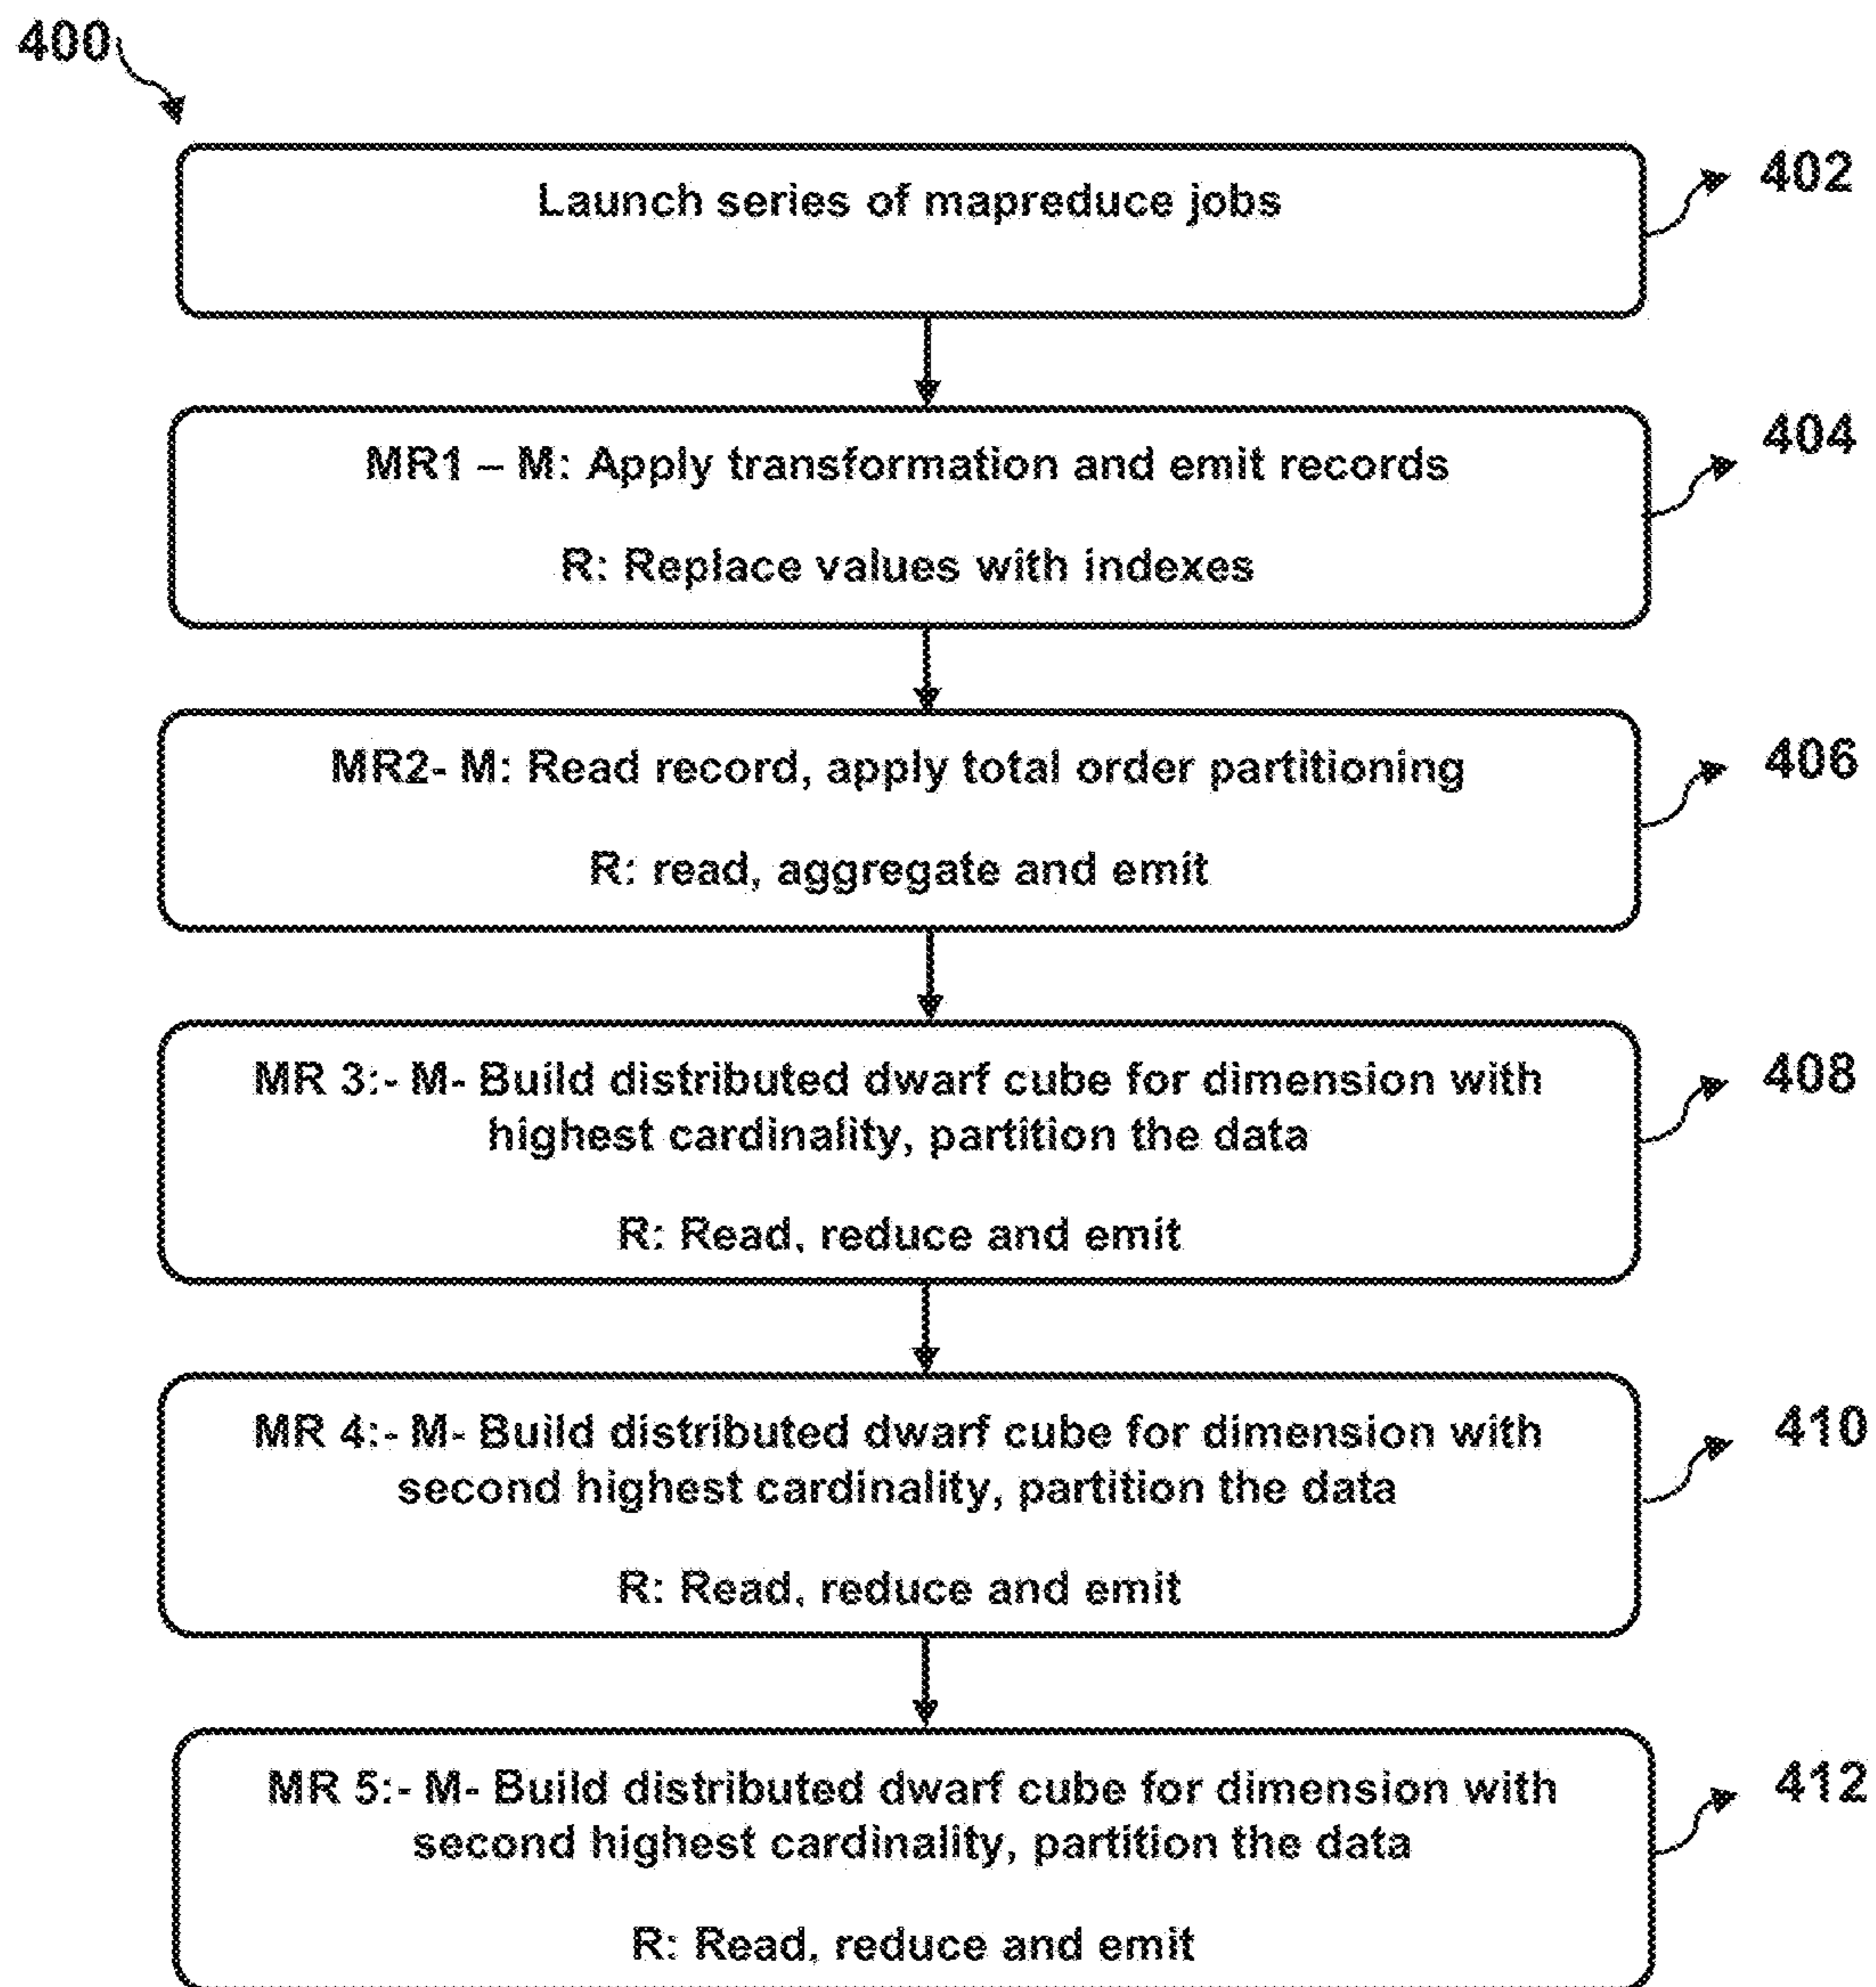 400
Launch series of mapreduce jobs
402
MR1 – M: Apply transformation and emit records
R: Replace values with indexes
404
MR2- M: Read record, apply total order partitioning
R: read, aggregate and emit
406
MR 3:- M- Build distributed dwarf cube for dimension with
highest cardinality, partition the data
R: Read, reduce and emit
408
MR 4:- M- Build distributed dwarf cube for dimension with
second highest cardinality, partition the data
R: Read, reduce and emit
410
MR 5:- M- Build distributed dwarf cube for dimension with
second highest cardinality, partition the data
R: Read, reduce and emit
412